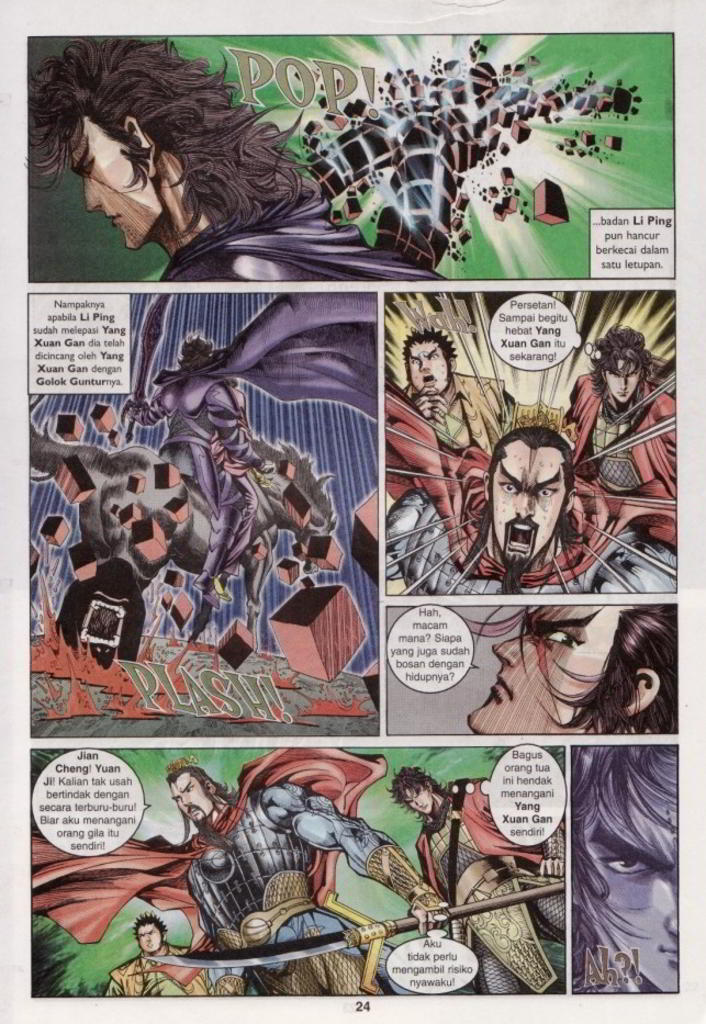 POP!
...badan Li Ping
pun hancur
berkecai dalam
satu letupan.
Nampaknya
apabila Li Ping
sudah melepasi Yang
Xuan Gan dia telah
dicincang oleh Yang
Xuan Gan dengan
Golok Gunturnya.
PLASH!
Persetan!
Sampai begitu
hebat Yang
Xuan Gan itu
sekarang!
Hah,
macam
mana? Siapa
yang juga sudah
bosan dengan
hidupnya?
Jian
Cheng! Yuan
Ji! Kalian tak usah
bertindak dengan
secara terburu-buru!
Biar aku menangani
orang gila itu
sendiri!
Bagus
orang tua
ini hendak
menangani
Yang
Xuan Gan
sendiri!
Aku
tidak perlu
mengambil risiko
nyawaku!
Ah?!
24